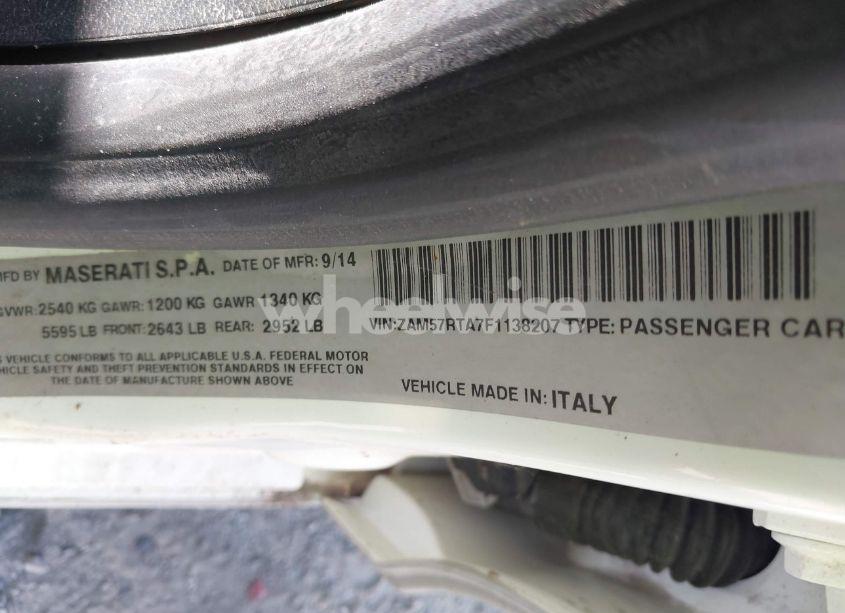 MFD BY MASERATI S.P.A. DATE OF MFR: 9/14
GVWR: 2540 KG GAWR: 1200 KG GAWR: 1340 KG
5595 LB FRONT: 2643 LB REAR: 2952 LB
VEHICLE CONFORMS TO ALL APPLICABLE U.S.A. FEDERAL MOTOR
VEHICLE SAFETY AND THEFT PREVENTION STANDARDS IN EFFECT ON
THE DATE OF MANUFACTURE SHOWN ABOVE
VIN:ZAM57RTA7F1138207 TYPE: PASSENGER CAR
VEHICLE MADE IN: ITALY
wheelwise
wheelwise